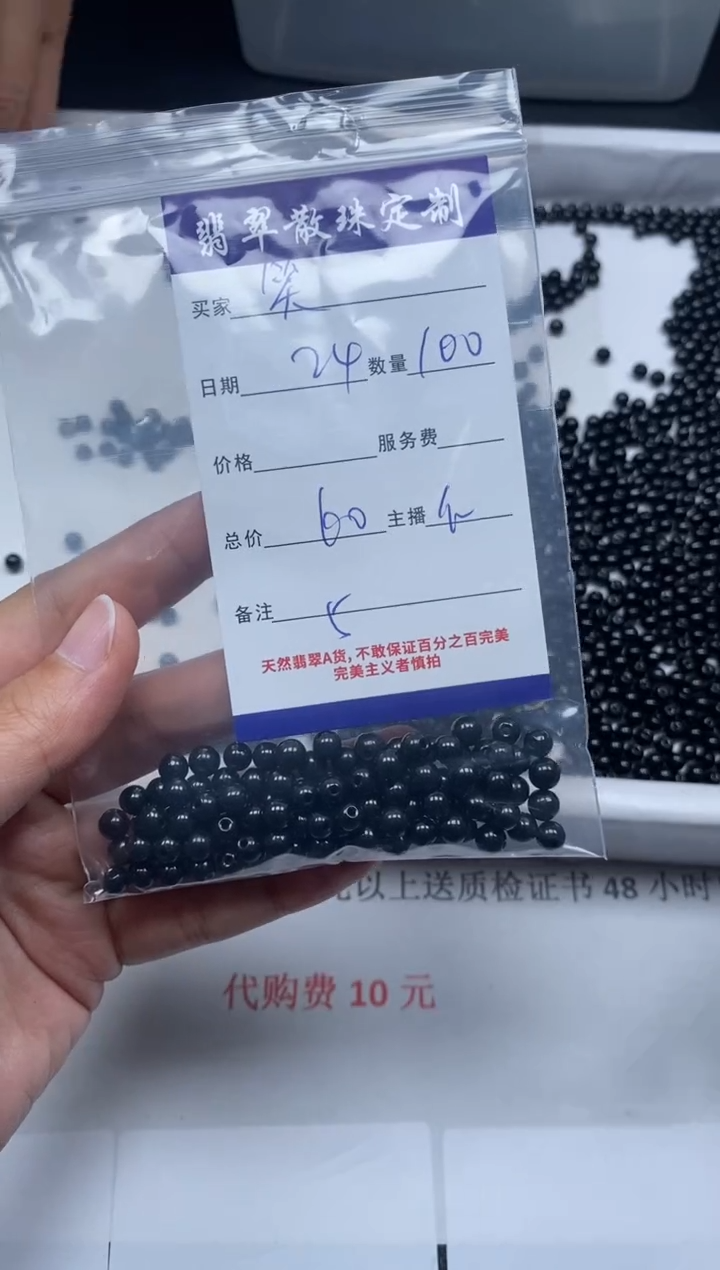 翡翠散珠定制
买家
日期 24 数量 100
价格 服务费
总价 60 主播
备注 5
天然翡翠A货,不敢保证百分之百完美
完美主义者慎拍
以上送质检证书 48 小时
代购费 10 元